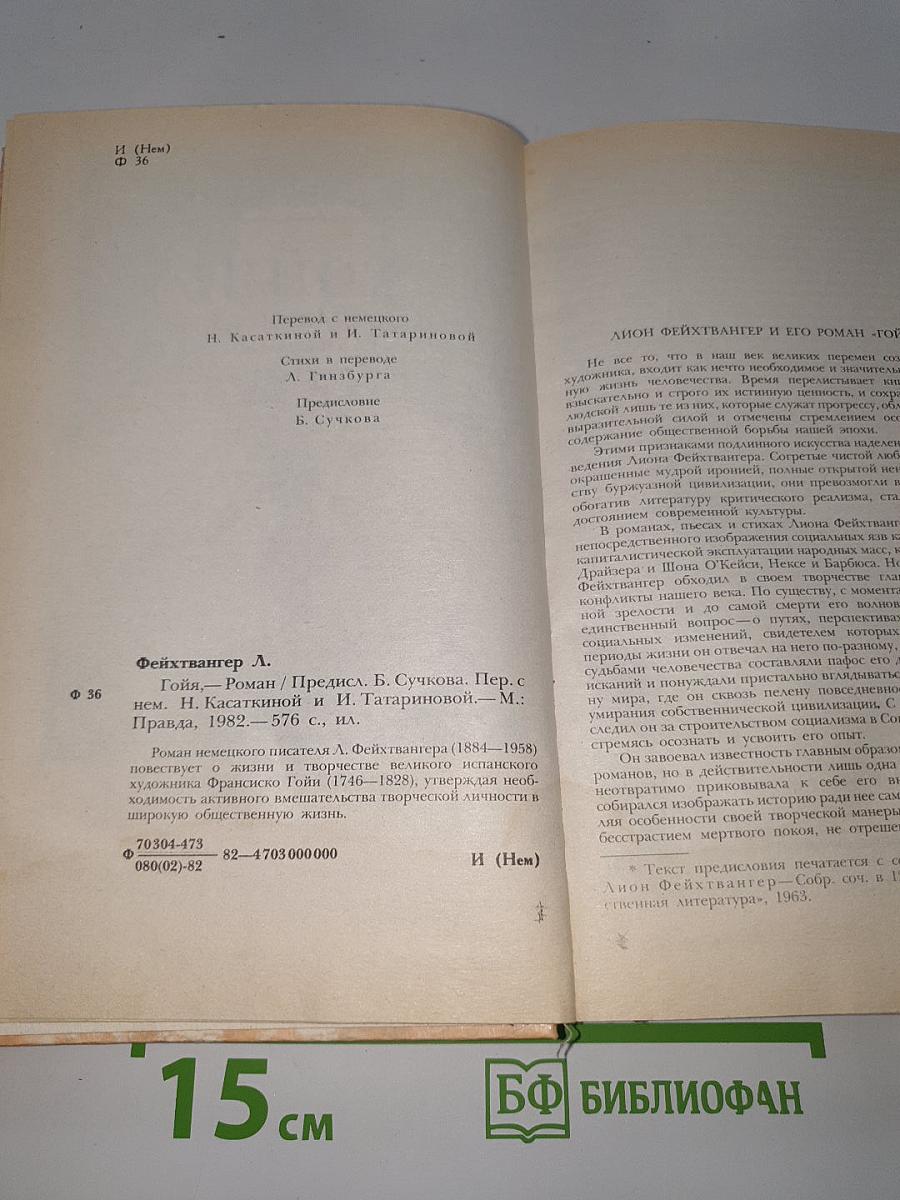 И (Нем)
Ф 36
Перевод с немецкого
Н. Касаткиной и И. Татариновой
Стихи в переводе
Л. Гинзбурга
Предисловие
Б. Сучкова
Фейхтвангер Л.
Ф 36
Гойя,— Роман / Предисл. Б. Сучкова. Пер. с
нем. Н. Касаткиной и И. Татариновой.— М.:
Правда, 1982.— 576 с., ил.
Роман немецкого писателя Л. Фейхтвангера (1884—1958)
повествует о жизни и творчестве великого испанского
художника Франсиско Гойи (1746—1828), утверждая необ-
ходимость активного вмешательства творческой личности в
широкую общественную жизнь.
Ф 70304-473
080(02)-82 82—4703000000
И (Нем)
ЛИОН ФЕЙХТВАНГЕР И ЕГО РОМАН «ГОЙ
Не все то, что в наш век великих перемен соз
художника, входит как нечто необходимое и значитель
ную жизнь человечества. Время перелистывает кни
взыскательно и строго их истинную ценность, и сохра
людской лишь те из них, которые служат прогрессу, обл
выразительной силой и отмечены стремлением осо
содержание общественной борьбы нашей эпохи.
Этими признаками подлинного искусства наделен
ведения Лиона Фейхтвангера. Согретые чистой люб
окрашенные мудрой иронией, полные открытой нен
ству буржуазной цивилизации, они превозмогли в
обогатив литературу критического реализма, ста
достоянием современной культуры.
В романах, пьесах и стихах Лиона Фейхтванг
непосредственного изображения социальных язв ка
капиталистической эксплуатации народных масс, к
Драйзера и Шона О'Кейси, Нексе и Барбюса. Но
Фейхтвангер обходил в своем творчестве гла
конфликты нашего века. По существу, с момента
ной зрелости и до самой смерти его волнов
единственный вопрос—о путях, перспектива
социальных изменений, свидетелем которых
периоды жизни он отвечал на него по-разному,
судьбами человечества составляли пафос его д
исканий и понуждали пристально вглядыватьс
ну мира, где он сквозь пелену повседневнос
умирания собственнической цивилизации. С
следил он за строительством социализма в Со
стремясь осознать и усвоить его опыт.
Он завоевал известность главным образом
романов, но в действительности лишь одна
неотвратимо приковывала к себе его вн
собирался изображать историю ради нее сам
ляя особенности своей творческой манеры
бесстрастием мертвого покоя, не отреше
* Текст предисловия печатается с со
Лион Фейхтвангер—Собр. соч. в 1
ственная литература», 1963.
15 см
БФ БИБЛИОФАН